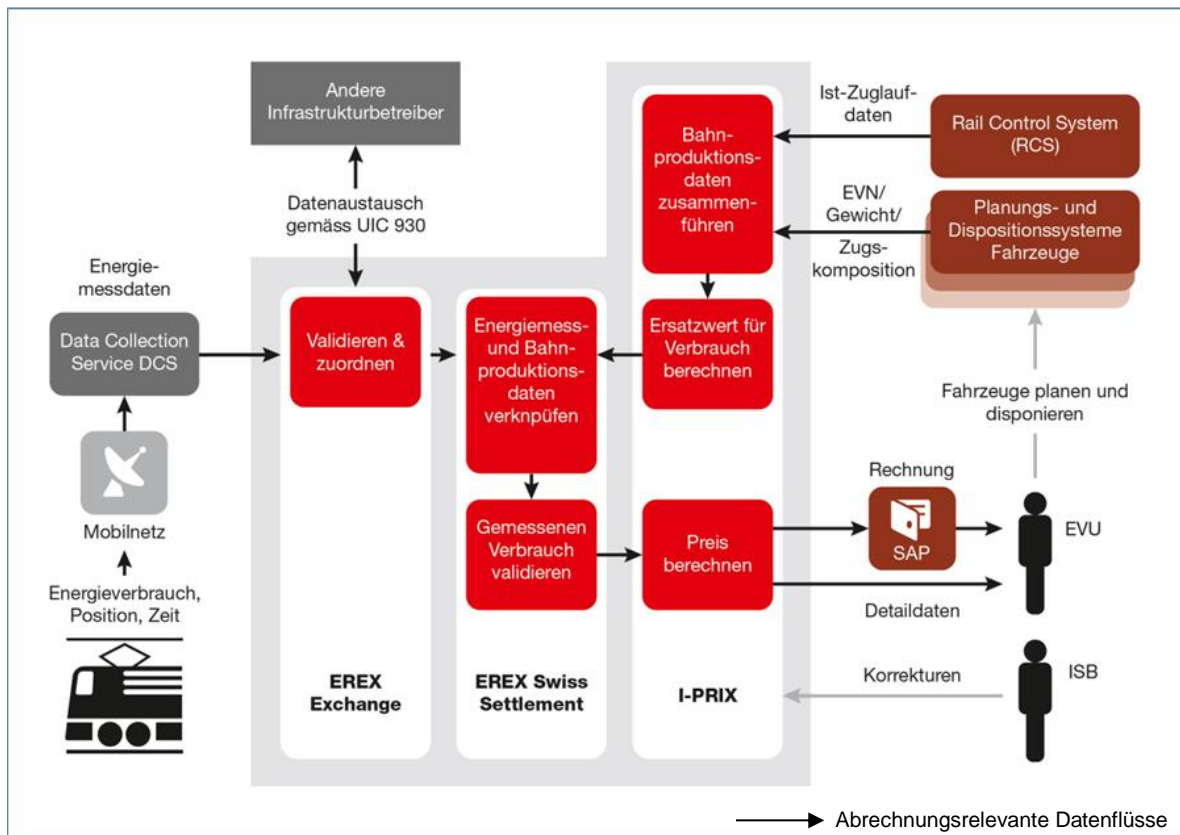 Andere
Infrastrukturbetreiber
Datenaustausch
gemäss UIC 930
Energie-
messdaten
Data Collection
Service DCS
Mobilnetz
Energieverbrauch,
Position, Zeit
Validieren &
zuordnen
EREX
Exchange
Energiemess-
und Bahn-
produktions-
daten
verknpüfen
Gemessenen
Verbrauch
validieren
EREX Swiss
Settlement
Bahn-
produktions-
daten
zusammen-
führen
Ersatzwert für
Verbrauch
berechnen
Preis
berechnen
I-PRIX
Ist-Zuglauf-
daten
Rail Control System
(RCS)
EVN/
Gewicht/
Zugs-
komposition
Planungs- und
Dispositionssysteme
Fahrzeuge
Fahrzeuge planen und
disponieren
Rechnung
SAP
EVU
Detaildaten
Korrekturen
ISB
Abrechnungsrelevante Datenflüsse